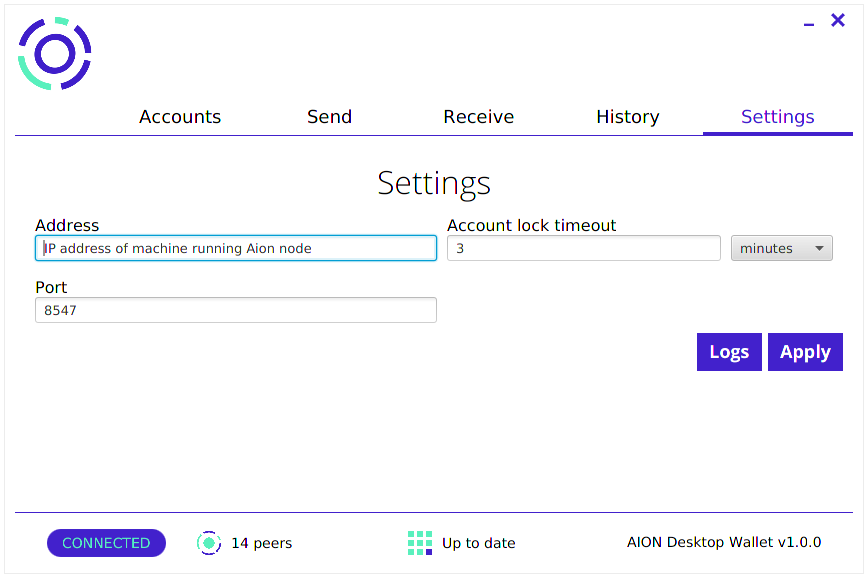 Accounts Send Receive History Settings
Settings
Address
IP address of machine running Aion node
Account lock timeout
3 minutes
Port
8547
Logs Apply
CONNECTED 14 peers Up to date AION Desktop Wallet v1.0.0